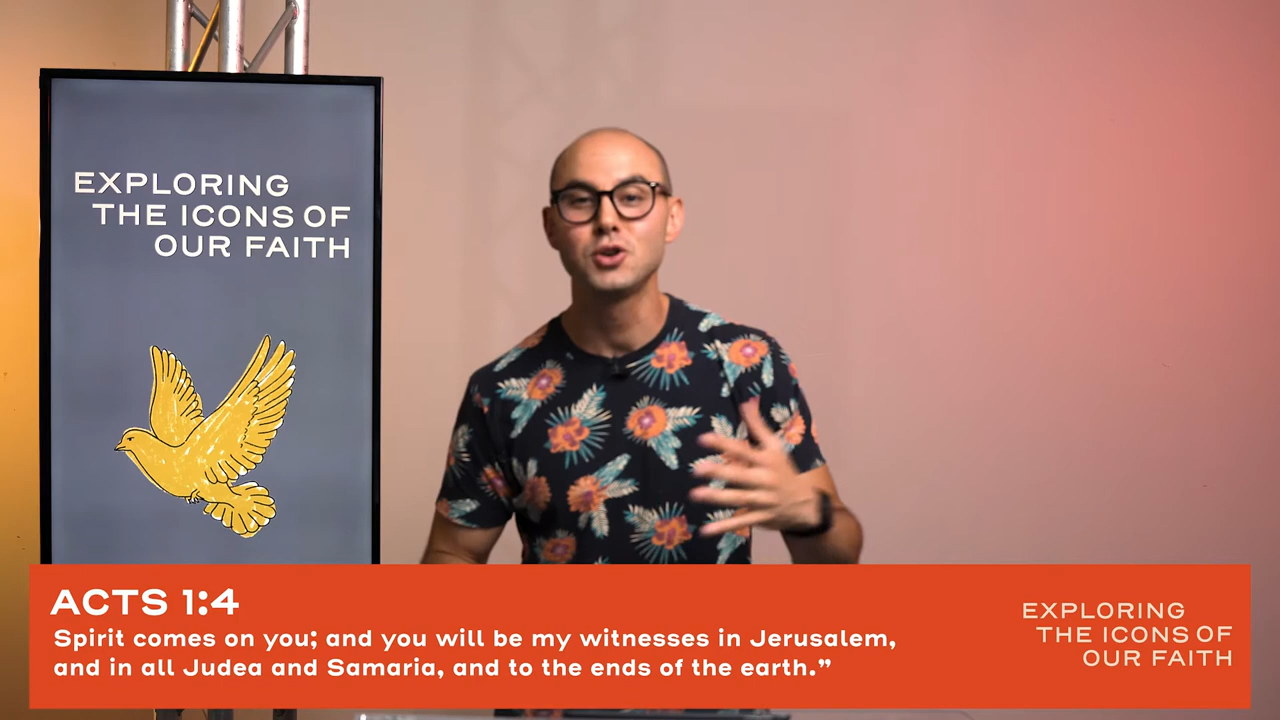 EXPLORING
THE ICONS OF
OUR FAITH
ACTS 1:4
Spirit comes on you; and you will be my witnesses in Jerusalem,
and in all Judea and Samaria, and to the ends of the earth.”
EXPLORING
THE ICONS OF
OUR FAITH